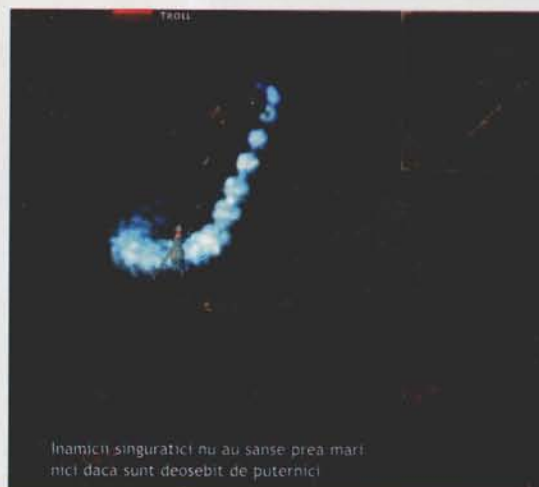 TROLL
Inamicii singuratici nu au sanse prea mari
nici daca sunt deosebit de puternici